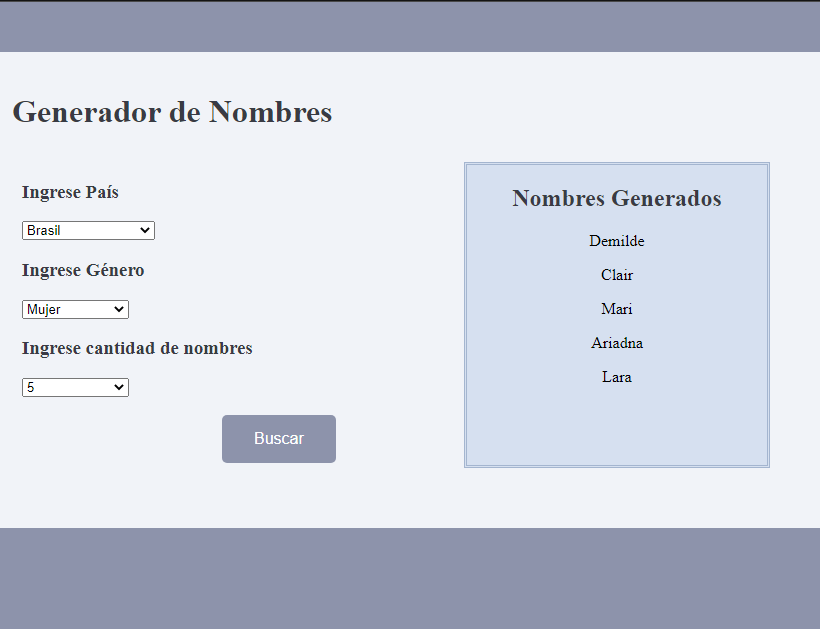 Generador de Nombres
Ingrese País
Brasil
Ingrese Género
Mujer
Ingrese cantidad de nombres
5
Buscar
Nombres Generados
Demilde
Clair
Mari
Ariadna
Lara